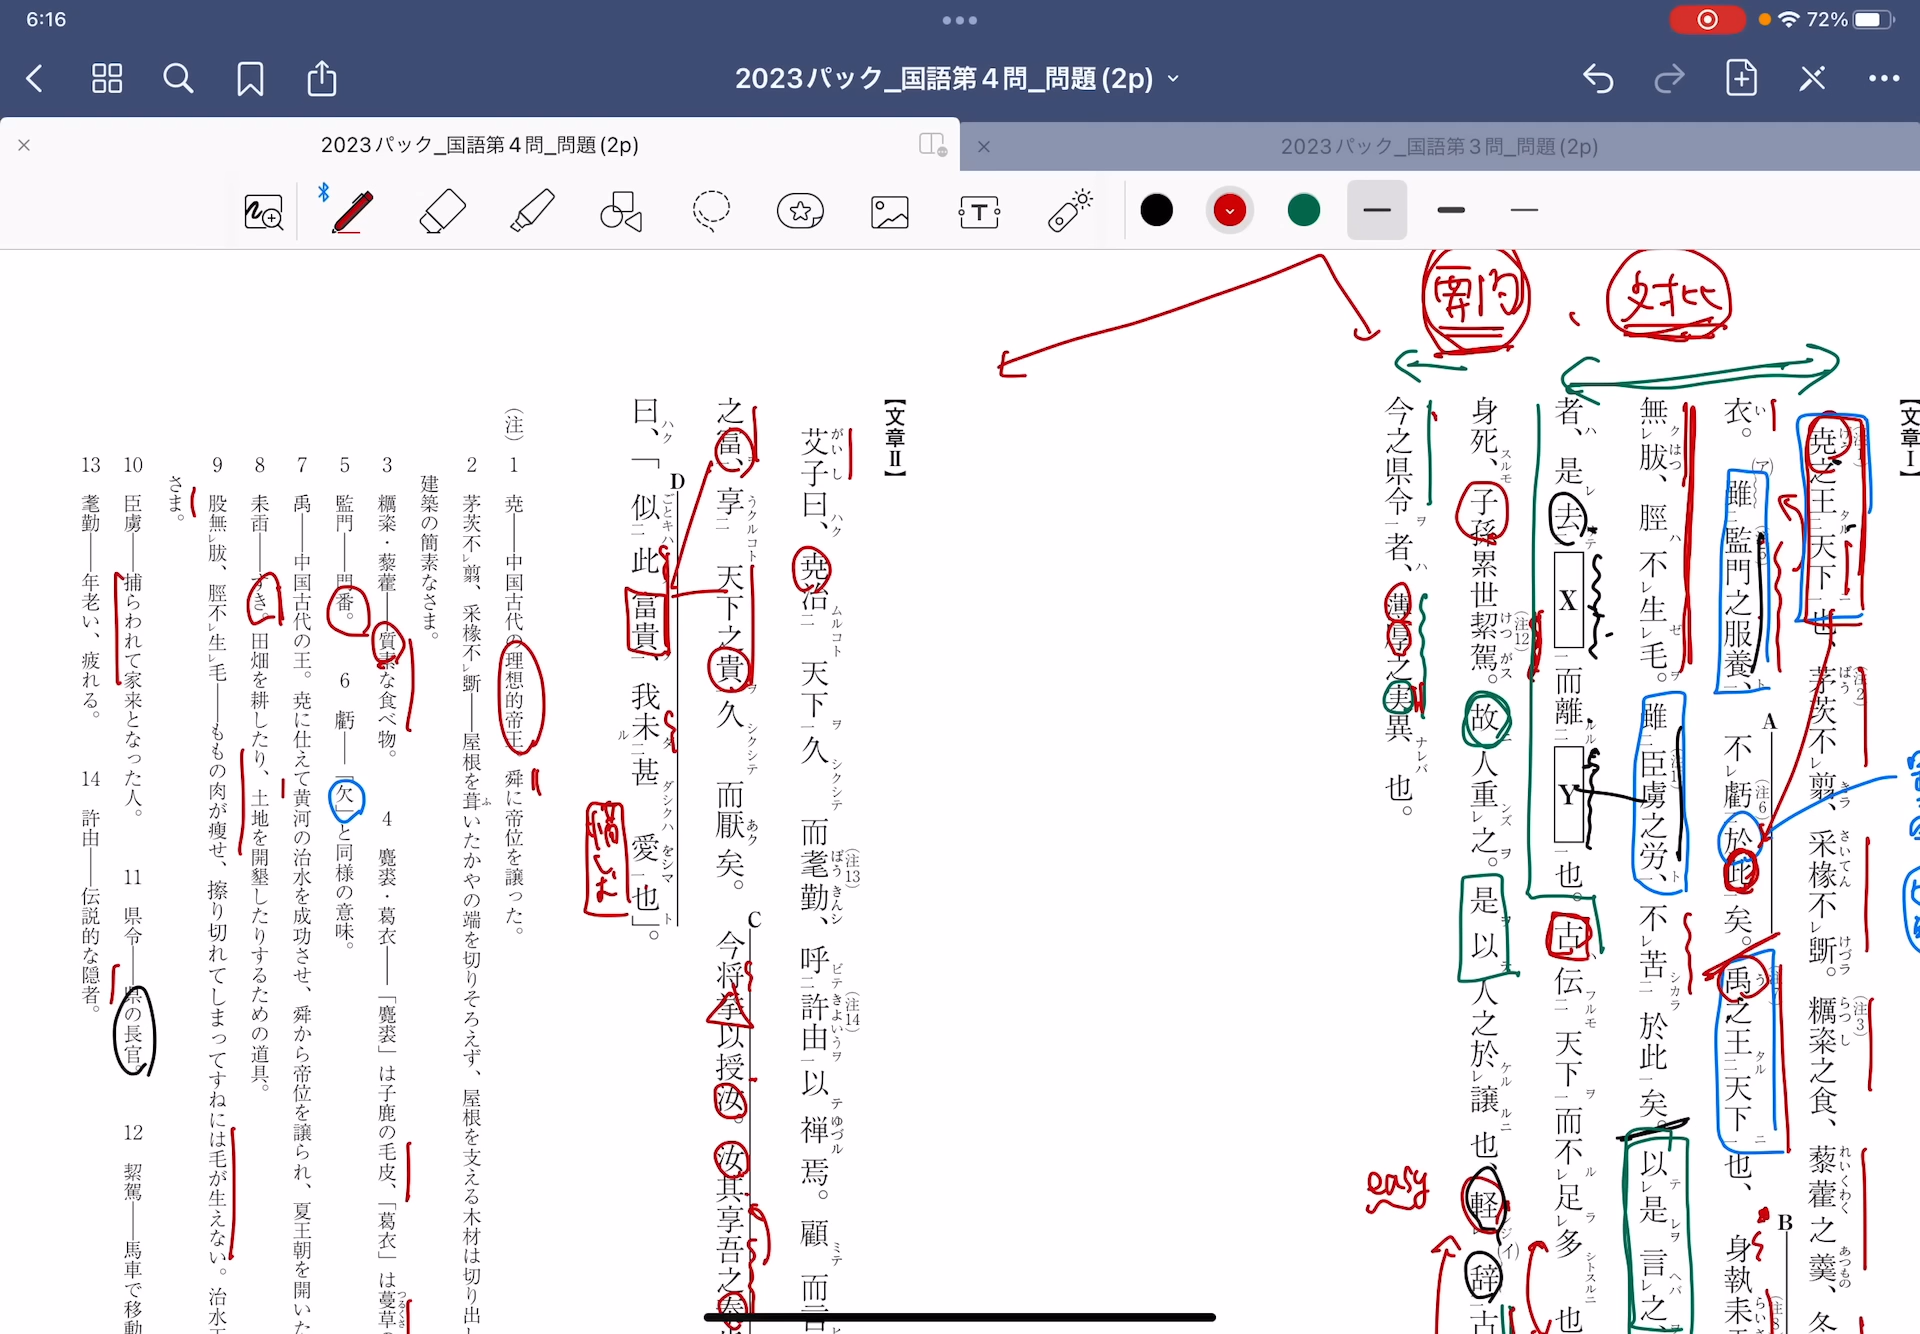 6:16
72%
2023パック_国語第4問_問題(2p)
2023パック_国語第4問_問題(2p)
2023パック_国語第3問_問題(2p)
対比
要因
【文章Ⅰ
堯之王天下也、茅茨不翦、采椽不斲。糲粢之食、藜藿之羹、冬
衣。雖監門之服養、不虧於此矣。禹之王天下也、身執耒
無胈、脛不生毛。雖臣虜之労、不苦於此矣。以是言之、
者、是去X而離Y也。古伝天下而不足多也
身死、子孫累世絜駕。故人重之。是以人之於譲也、軽辞古
今之県令者、薄厚之実異也。
easy
【文章Ⅱ】
艾子曰、堯治天下久而耄勤、呼許由以禅焉。顧而言
之富、享天下之貴、久而厭矣。今将挙以授汝。汝其享吾之奉
曰、「似此富貴、我未甚愛也」。
惜しむ
A
B
C
D
(注) 1 堯——中国古代の理想的帝王 舜に帝位を譲った。
2 茅茨不翦、采椽不斲——屋根を葺いたかやの端を切りそろえず、屋根を支える木材は切り出し
建築の簡素なさま。
3 糲粢・藜藿——質素な食べ物。 4 麑裘・葛衣——「麑裘」は子鹿の毛皮、「葛衣」は蔓草の
5 監門——門番。 6 虧——「欠」と同様の意味。
7 禹——中国古代の王。堯に仕えて黄河の治水を成功させ、舜から帝位を譲られ、夏王朝を開いた
8 耒臿——すき。田畑を耕したり、土地を開墾したりするための道具。
9 股無胈、脛不生毛——ももの肉が痩せ、擦り切れてしまってすねには毛が生えない。治水工
さま。
10 臣虜——捕らわれて家来となった人。 11 県令——県の長官。 12 絜駕——馬車で移動
13 耄勤——年老い、疲れる。 14 許由——伝説的な隠者。